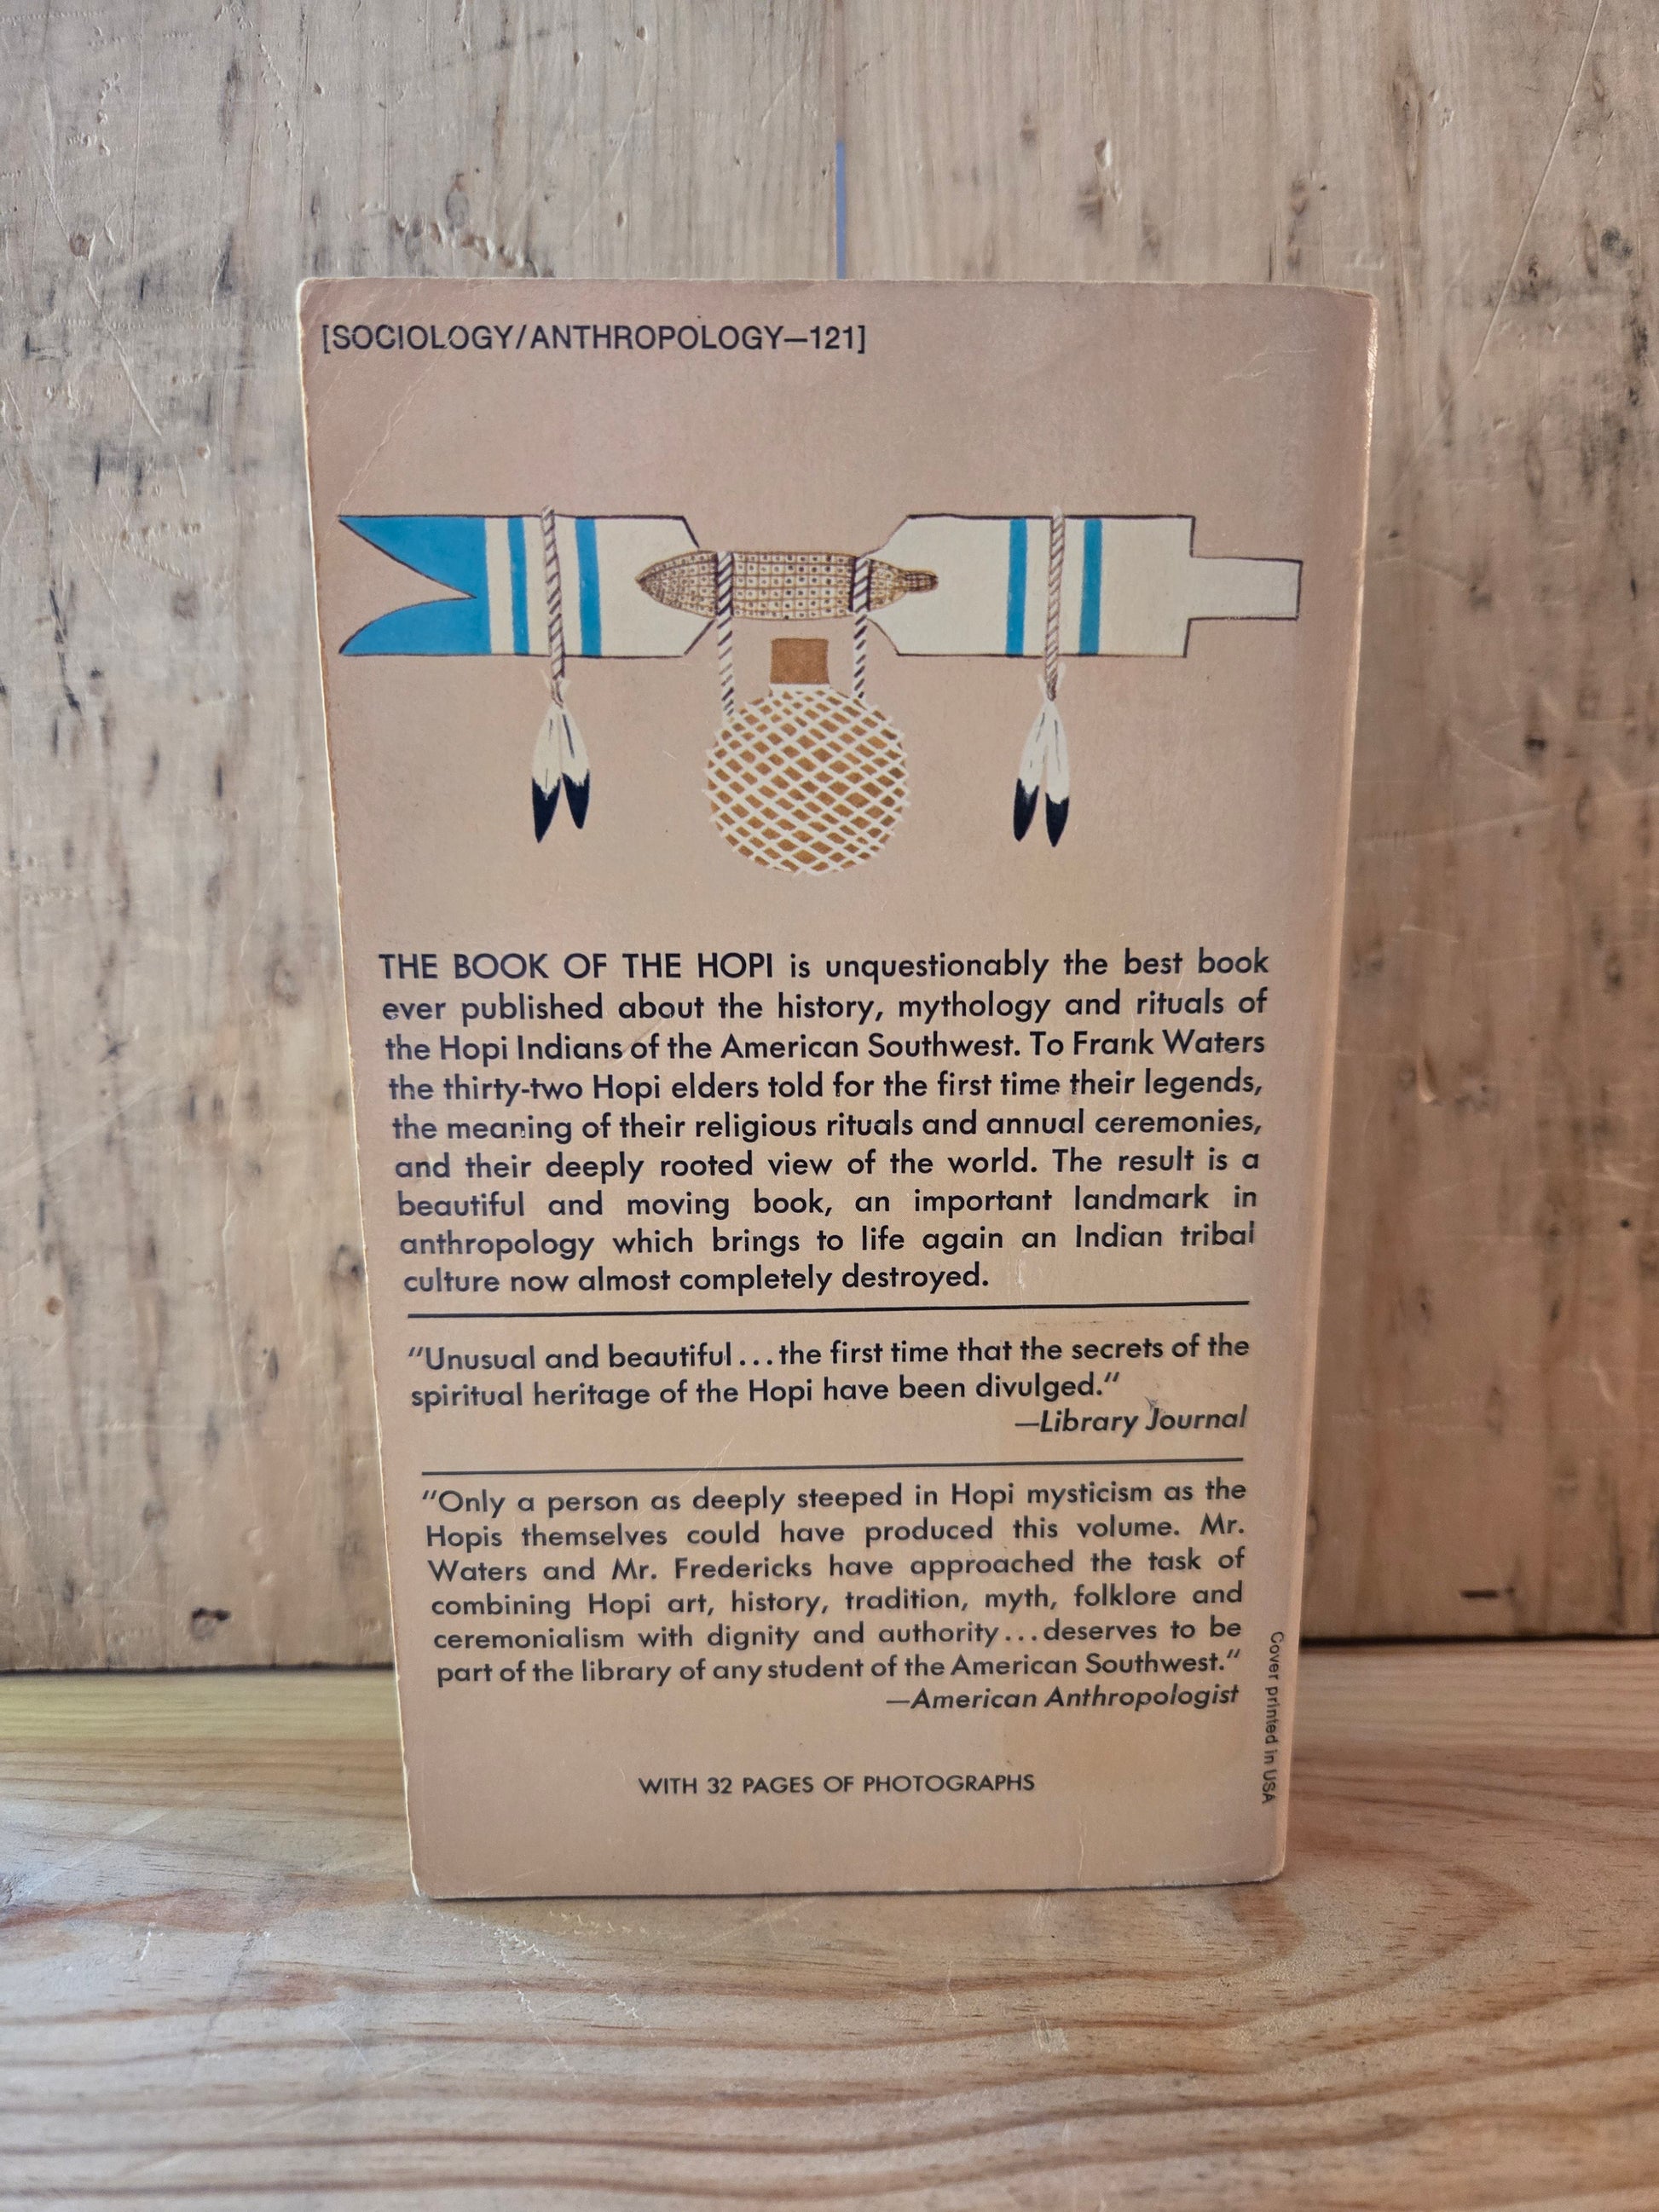 [SOCIOLOGY/ANTHROPOLOGY—121]
THE BOOK OF THE HOPI is unquestionably the best book
ever published about the history, mythology and rituals of
the Hopi Indians of the American Southwest. To Frank Waters
the thirty-two Hopi elders told for the first time their legends,
the meaning of their religious rituals and annual ceremonies,
and their deeply rooted view of the world. The result is a
beautiful and moving book, an important landmark in
anthropology which brings to life again an Indian tribal
culture now almost completely destroyed.
“Unusual and beautiful...the first time that the secrets of the
spiritual heritage of the Hopi have been divulged.”
—Library Journal
“Only a person as deeply steeped in Hopi mysticism as the
Hopis themselves could have produced this volume. Mr.
Waters and Mr. Fredericks have approached the task of
combining Hopi art, history, tradition, myth, folklore and
ceremonialism with dignity and authority...deserves to be
part of the library of any student of the American Southwest.”
—American Anthropologist
Cover printed in USA
WITH 32 PAGES OF PHOTOGRAPHS